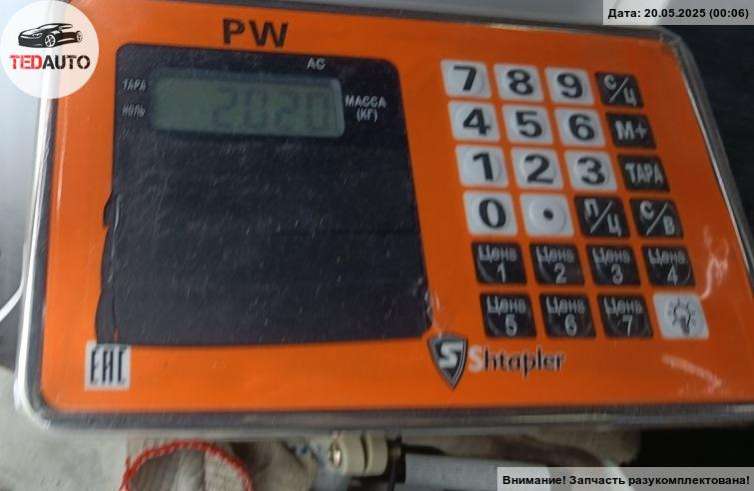 Дата: 20.05.2025 (00:06)
TEDAUTO
PW
AC
ТАРА
НОЛЬ
2020
МАССА
(КГ)
7 8 9 С/Ц
4 5 6 М+
1 2 3 ТАРА
0 • П/Ц С/В
Цена 1 Цена 2 Цена 3 Цена 4
Цена 5 Цена 6 Цена 7
EAC
S Shtapler
Внимание! Запчасть разукомплектована!